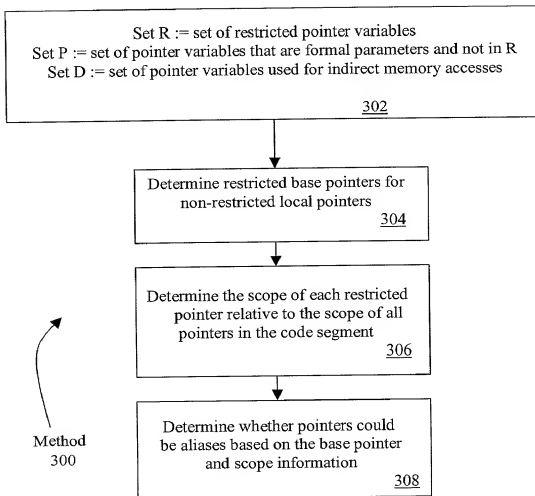 Set R := set of restricted pointer variables
Set P := set of pointer variables that are formal parameters and not in R
Set D := set of pointer variables used for indirect memory accesses
302
Determine restricted base pointers for
non-restricted local pointers
304
Determine the scope of each restricted
pointer relative to the scope of all
pointers in the code segment
306
Determine whether pointers could
be aliases based on the base pointer
and scope information
308
Method
300